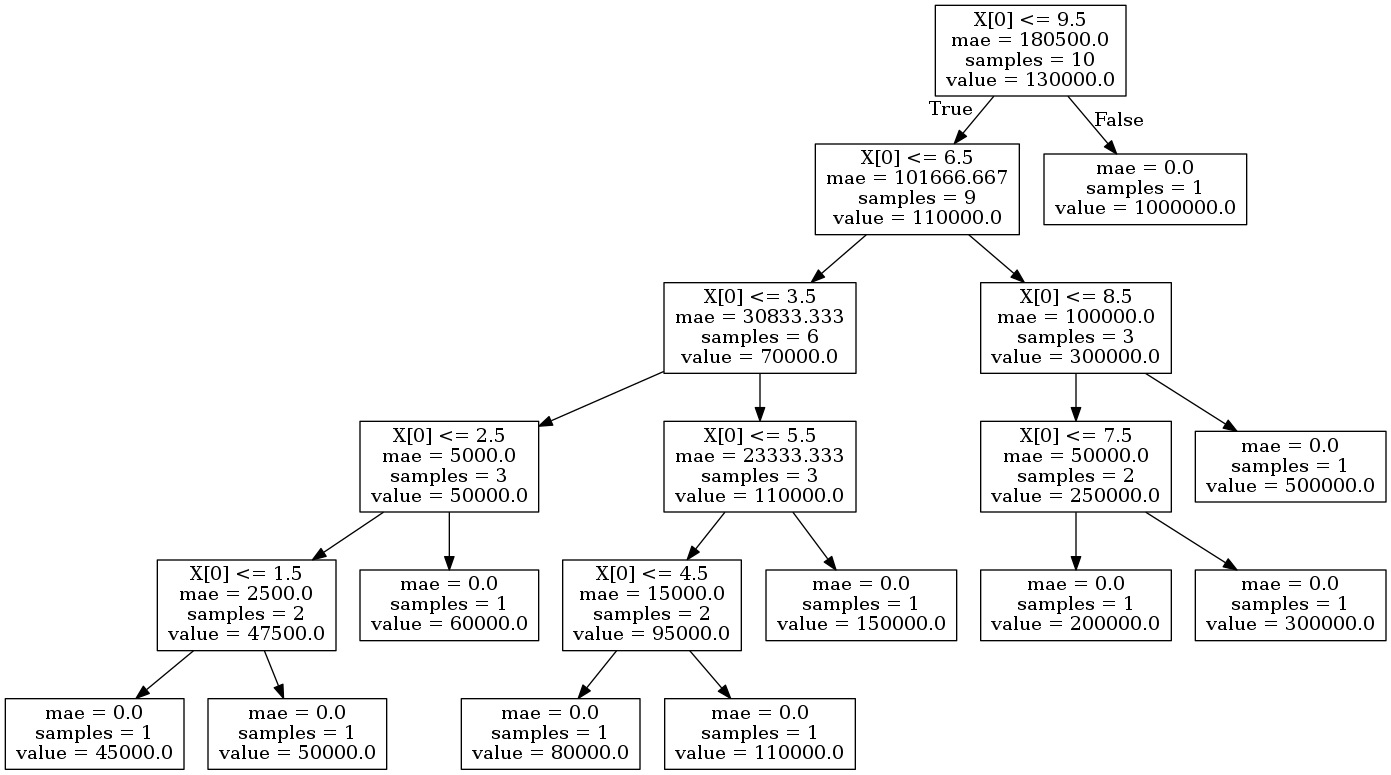 X[0] <= 9.5
mae = 180500.0
samples = 10
value = 130000.0
True
False
X[0] <= 6.5
mae = 101666.667
samples = 9
value = 110000.0
mae = 0.0
samples = 1
value = 1000000.0
X[0] <= 3.5
mae = 30833.333
samples = 6
value = 70000.0
X[0] <= 8.5
mae = 100000.0
samples = 3
value = 300000.0
X[0] <= 2.5
mae = 5000.0
samples = 3
value = 50000.0
X[0] <= 5.5
mae = 23333.333
samples = 3
value = 110000.0
X[0] <= 7.5
mae = 50000.0
samples = 2
value = 250000.0
mae = 0.0
samples = 1
value = 500000.0
X[0] <= 1.5
mae = 2500.0
samples = 2
value = 47500.0
mae = 0.0
samples = 1
value = 60000.0
X[0] <= 4.5
mae = 15000.0
samples = 2
value = 95000.0
mae = 0.0
samples = 1
value = 150000.0
mae = 0.0
samples = 1
value = 200000.0
mae = 0.0
samples = 1
value = 300000.0
mae = 0.0
samples = 1
value = 45000.0
mae = 0.0
samples = 1
value = 50000.0
mae = 0.0
samples = 1
value = 80000.0
mae = 0.0
samples = 1
value = 110000.0